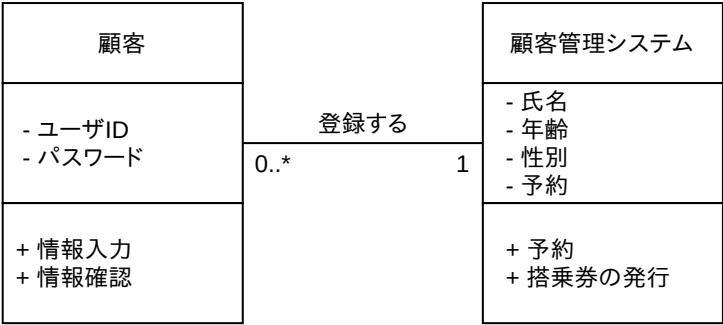 顧客
- ユーザID
- パスワード
+ 情報入力
+ 情報確認
登録する
0..*
1
顧客管理システム
- 氏名
- 年齢
- 性別
- 予約
+ 予約
+ 搭乗券の発行